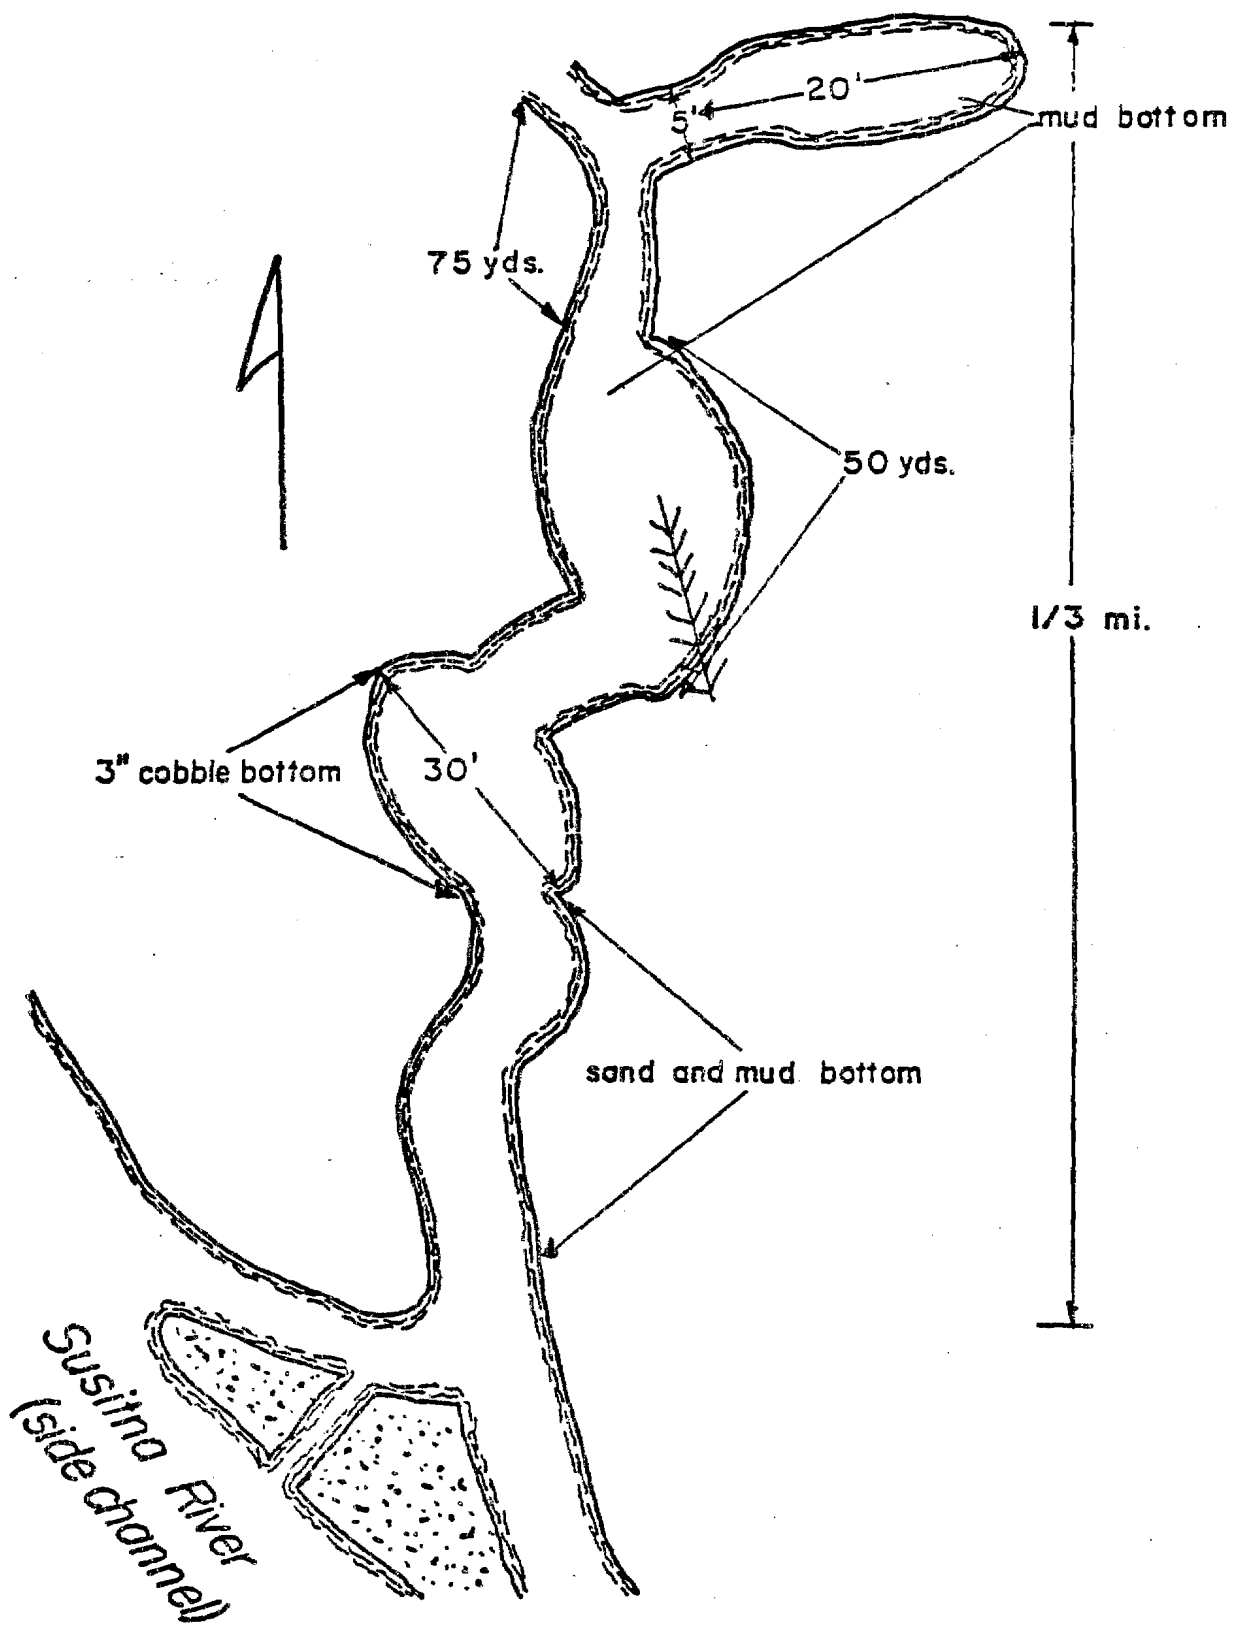 20'
5'
mud bottom
75 yds.
50 yds.
1/3 mi.
3" cobble bottom
30'
sand and mud bottom
Susitna River
(side channel)